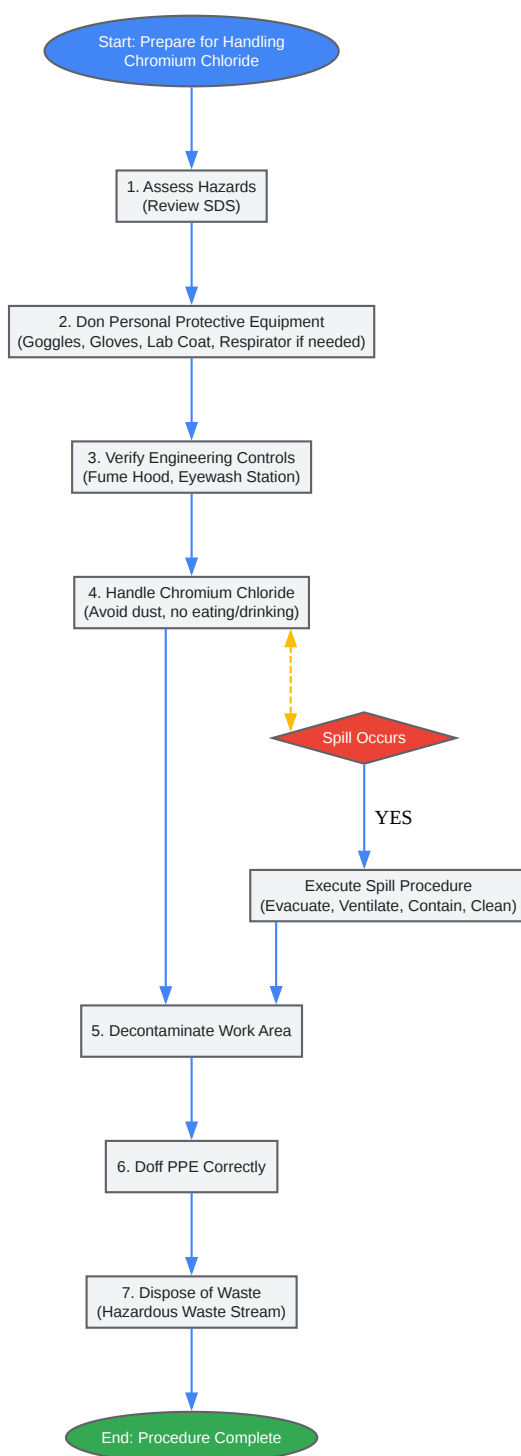 Start: Prepare for Handling
Chromium Chloride
1. Assess Hazards
(Review SDS)
2. Don Personal Protective Equipment
(Goggles, Gloves, Lab Coat, Respirator if needed)
3. Verify Engineering Controls
(Fume Hood, Eyewash Station)
4. Handle Chromium Chloride
(Avoid dust, no eating/drinking)
Spill Occurs
YES
Execute Spill Procedure
(Evacuate, Ventilate, Contain, Clean)
5. Decontaminate Work Area
6. Doff PPE Correctly
7. Dispose of Waste
(Hazardous Waste Stream)
End: Procedure Complete